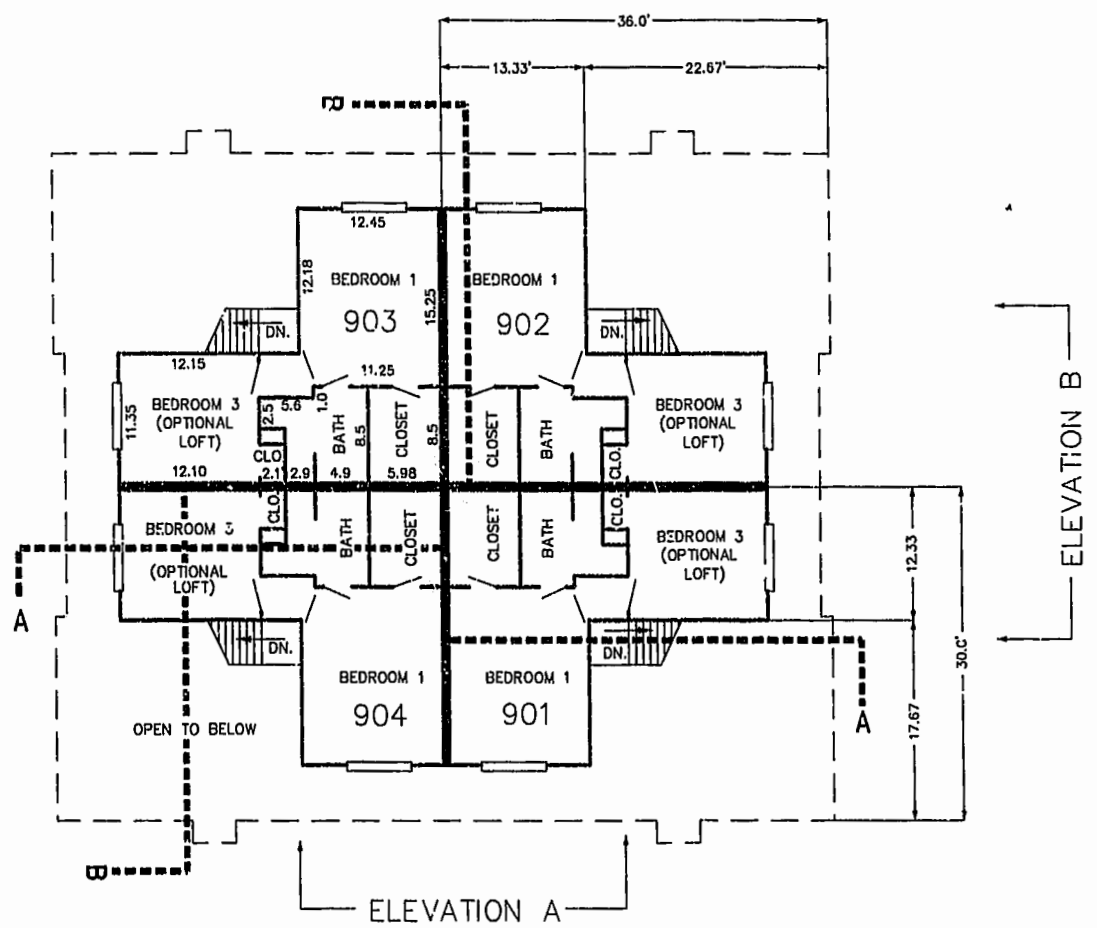 36.0'
13.33'
22.67'
B
12.45
12.18
BEDROOM 1
15.25
903
BEDROOM 1
902
DN.
DN.
12.15
11.25
11.35
BEDROOM 3
(OPTIONAL
LOFT)
2.5
5.6
1.0
BATH
8.5
CLOSET
8.5
CLOSET
BATH
BEDROOM 3
(OPTIONAL
LOFT)
CLO.
CLO.
12.10
2.1'
2.9
4.9
5.98
ELEVATION B
BEDROOM 3
(OPTIONAL
LOFT)
CLO.
BATH
CLOSET
CLOSET
BATH
CLO.
BEDROOM 3
(OPTIONAL
LOFT)
12.33
A
DN.
DN.
30.0'
BEDROOM 1
904
BEDROOM 1
901
A
17.67
OPEN TO BELOW
B
ELEVATION A